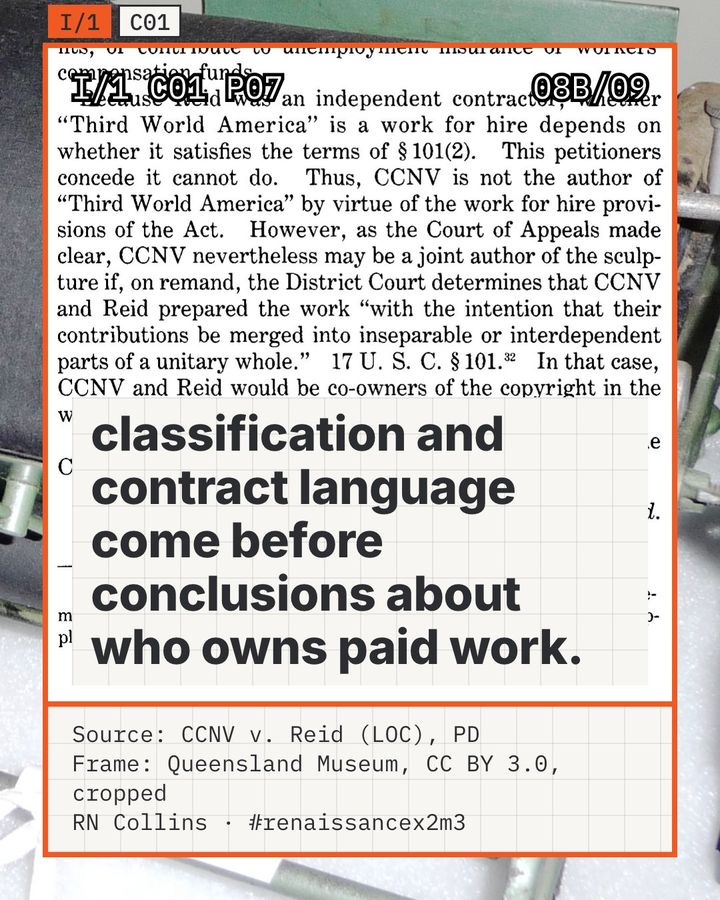 I/1 C01
nts, or contribute to unemployment insurance or workers'
compensation funds.
I/1 C01 P07 08B/09
Because Reid was an independent contractor, whether
“Third World America” is a work for hire depends on
whether it satisfies the terms of § 101(2). This petitioners
concede it cannot do. Thus, CCNV is not the author of
“Third World America” by virtue of the work for hire provi-
sions of the Act. However, as the Court of Appeals made
clear, CCNV nevertheless may be a joint author of the sculp-
ture if, on remand, the District Court determines that CCNV
and Reid prepared the work “with the intention that their
contributions be merged into inseparable or interdependent
parts of a unitary whole.” 17 U. S. C. § 101.³² In that case,
CCNV and Reid would be co-owners of the copyright in the
classification and
contract language
come before
conclusions about
who owns paid work.
Source: CCNV v. Reid (LOC), PD
Frame: Queensland Museum, CC BY 3.0,
cropped
RN Collins · #renaissancex2m3